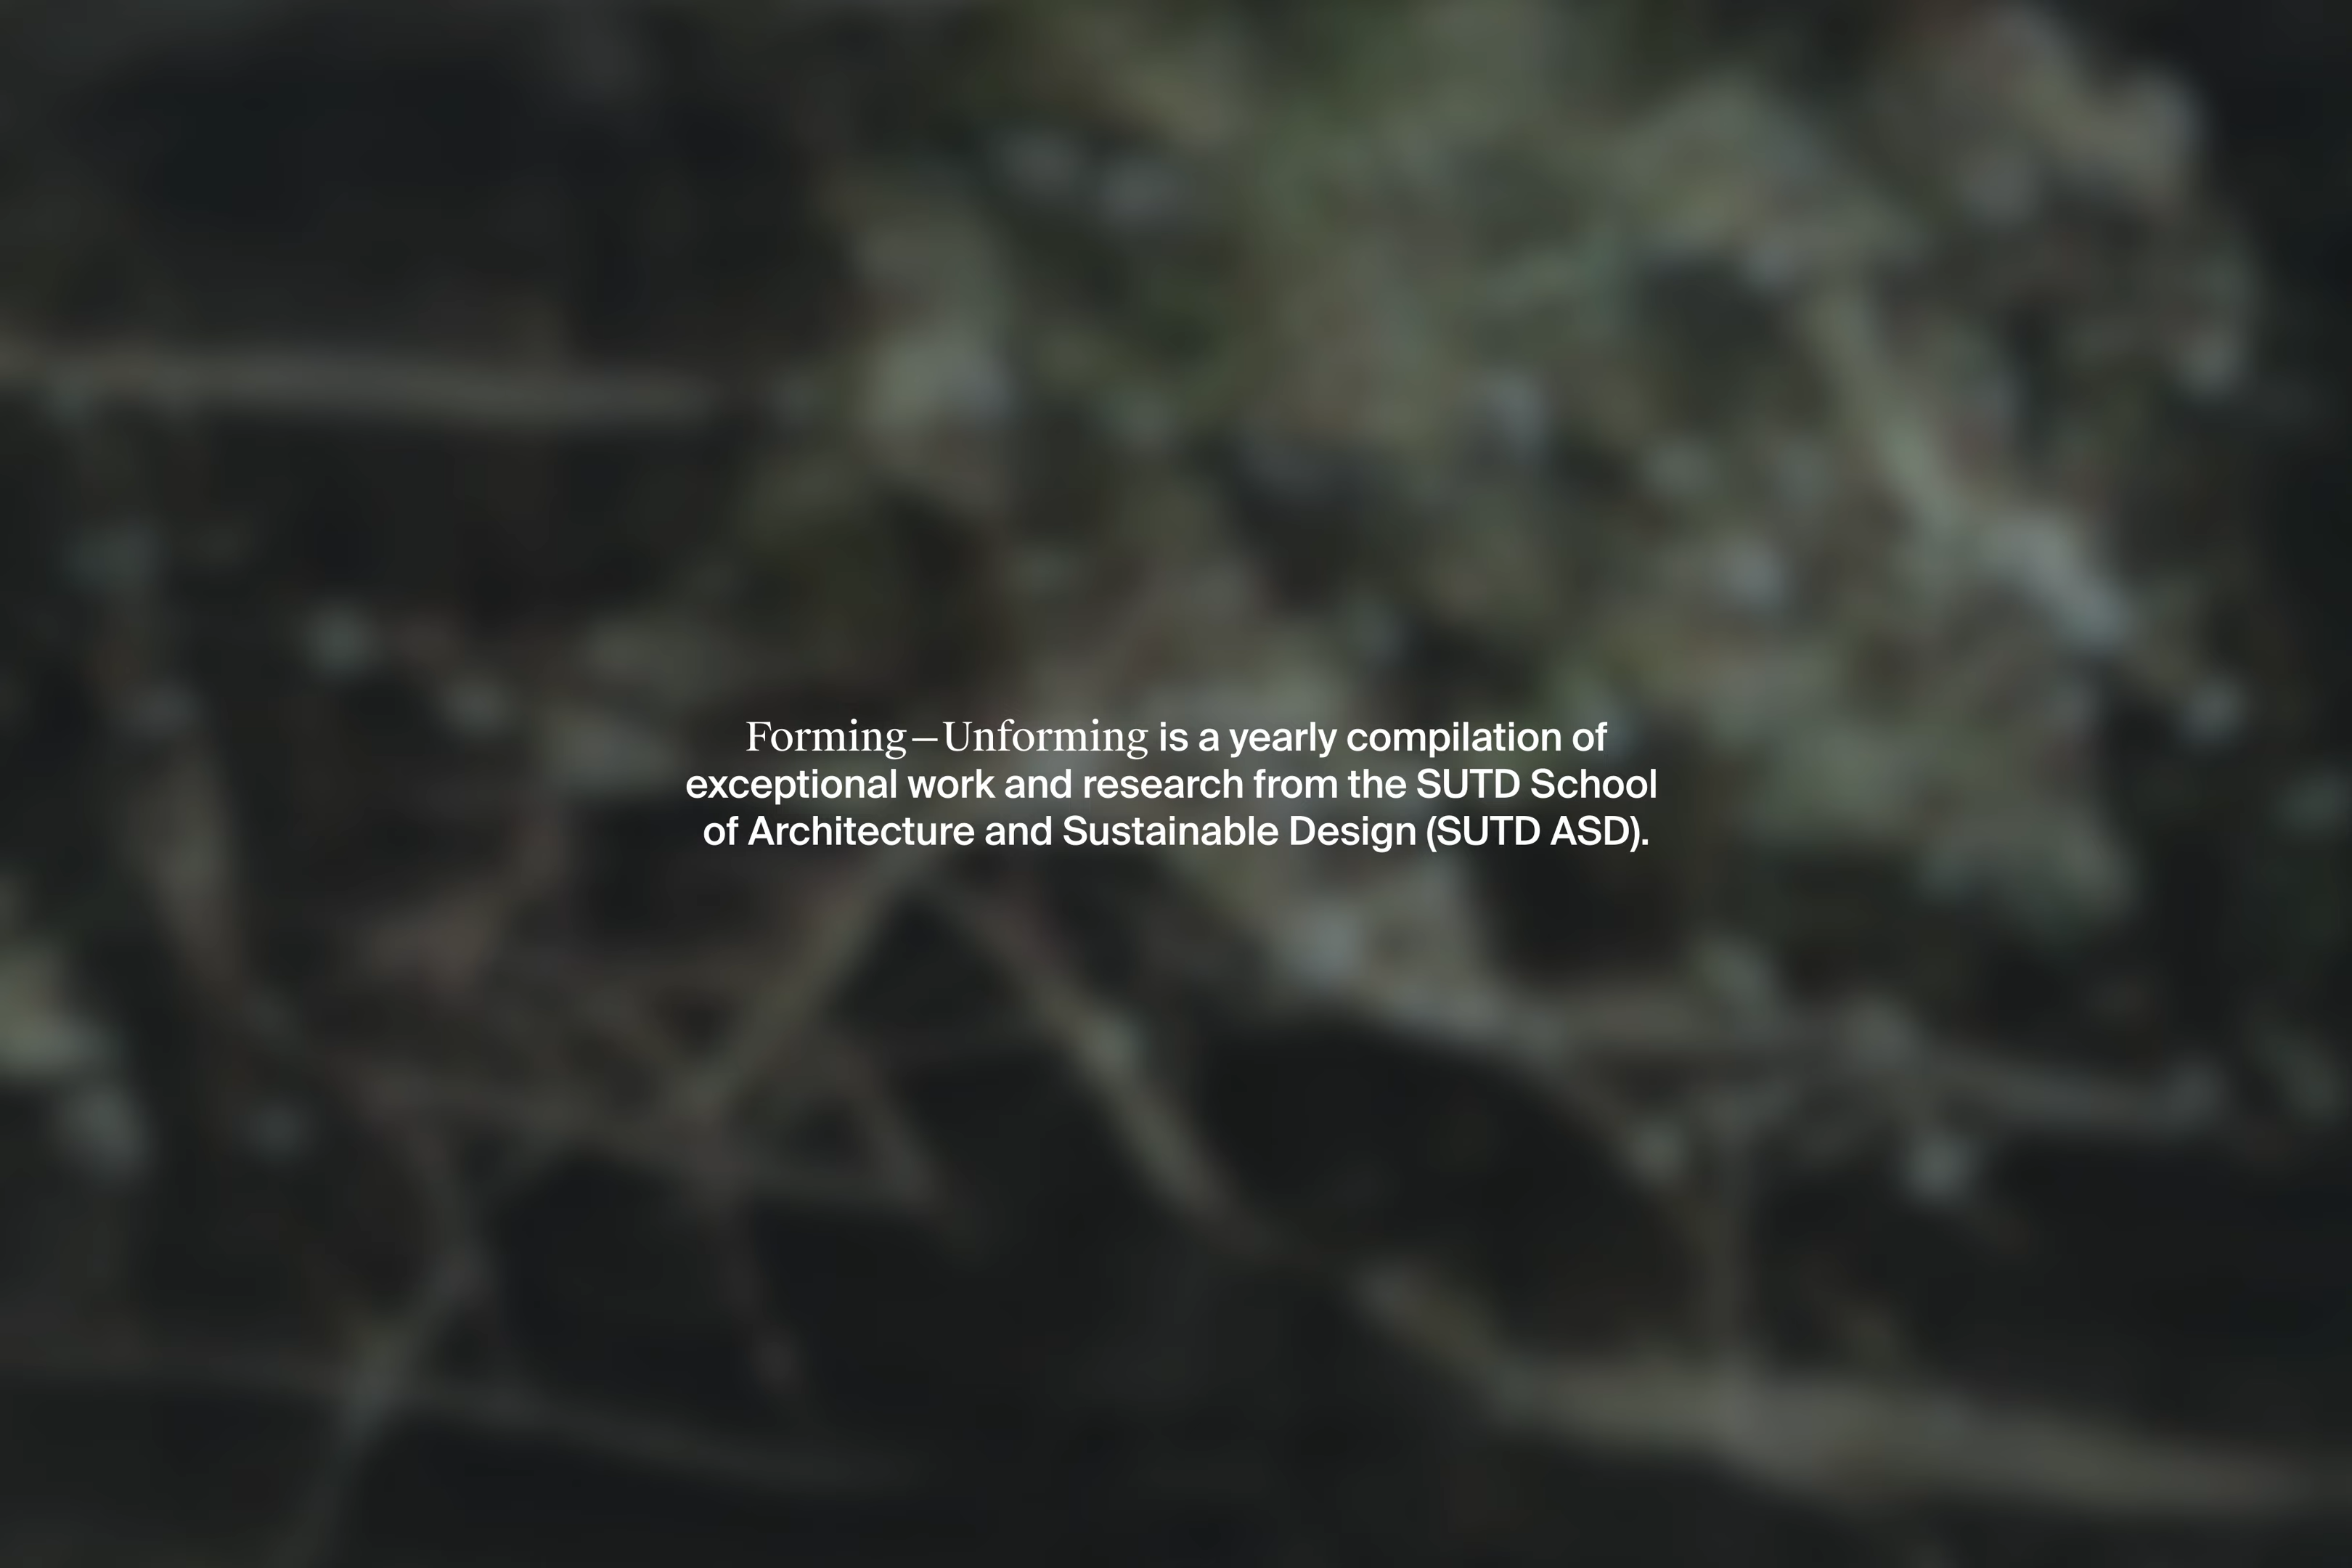 Forming–Unforming is a yearly compilation of
exceptional work and research from the SUTD School
of Architecture and Sustainable Design (SUTD ASD).